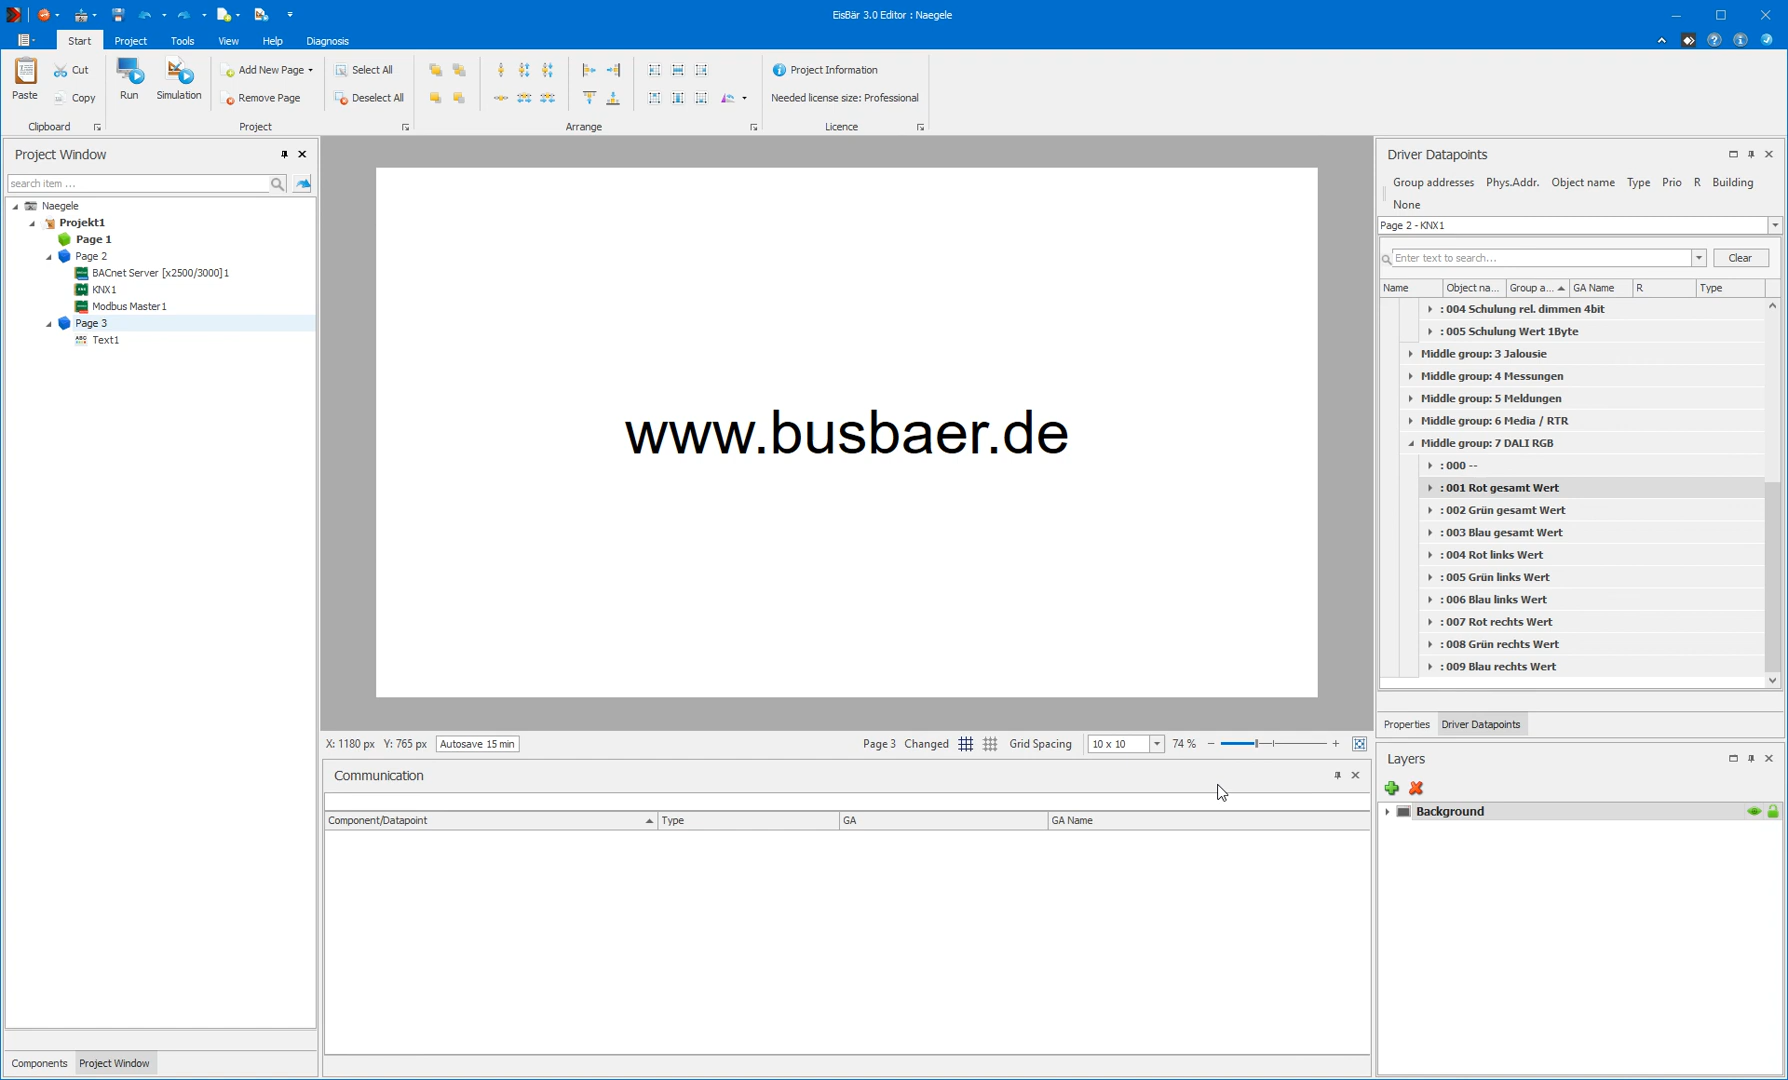 EisBär 3.0 Editor : Naegele
Start Project Tools View Help Diagnosis
Paste Cut Copy Run Simulation Add New Page Remove Page Select All Deselect All Project Information Needed license size: Professional
Clipboard Project Arrange Licence
Project Window
search item ...
Naegele
Projekt1
Page 1
Page 2
BACnet Server [x2500/3000]1
KNX1
Modbus Master1
Page 3
ABC Text1
Components Project Window
www.busbaer.de
X: 1180 px Y: 765 px Autosave 15 min Page 3 Changed Grid Spacing 10 x 10 74 %
Communication
Component/Datapoint Type GA GA Name
Driver Datapoints
Group addresses Phys.Addr. Object name Type Prio R Building
None
Page 2 - KNX1
Enter text to search... Clear
Name Object na... Group a... GA Name R Type
: 004 Schulung rel. dimmen 4bit
: 005 Schulung Wert 1Byte
Middle group: 3 Jalousie
Middle group: 4 Messungen
Middle group: 5 Meldungen
Middle group: 6 Media / RTR
Middle group: 7 DALI RGB
: 000 --
: 001 Rot gesamt Wert
: 002 Grün gesamt Wert
: 003 Blau gesamt Wert
: 004 Rot links Wert
: 005 Grün links Wert
: 006 Blau links Wert
: 007 Rot rechts Wert
: 008 Grün rechts Wert
: 009 Blau rechts Wert
Properties Driver Datapoints
Layers
Background